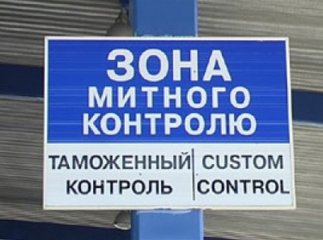 ЗОНА
МИТНОГО
КОНТРОЛЮ
ТАМОЖЕННЫЙ CUSTOM
КОНТРОЛЬ CONTROL